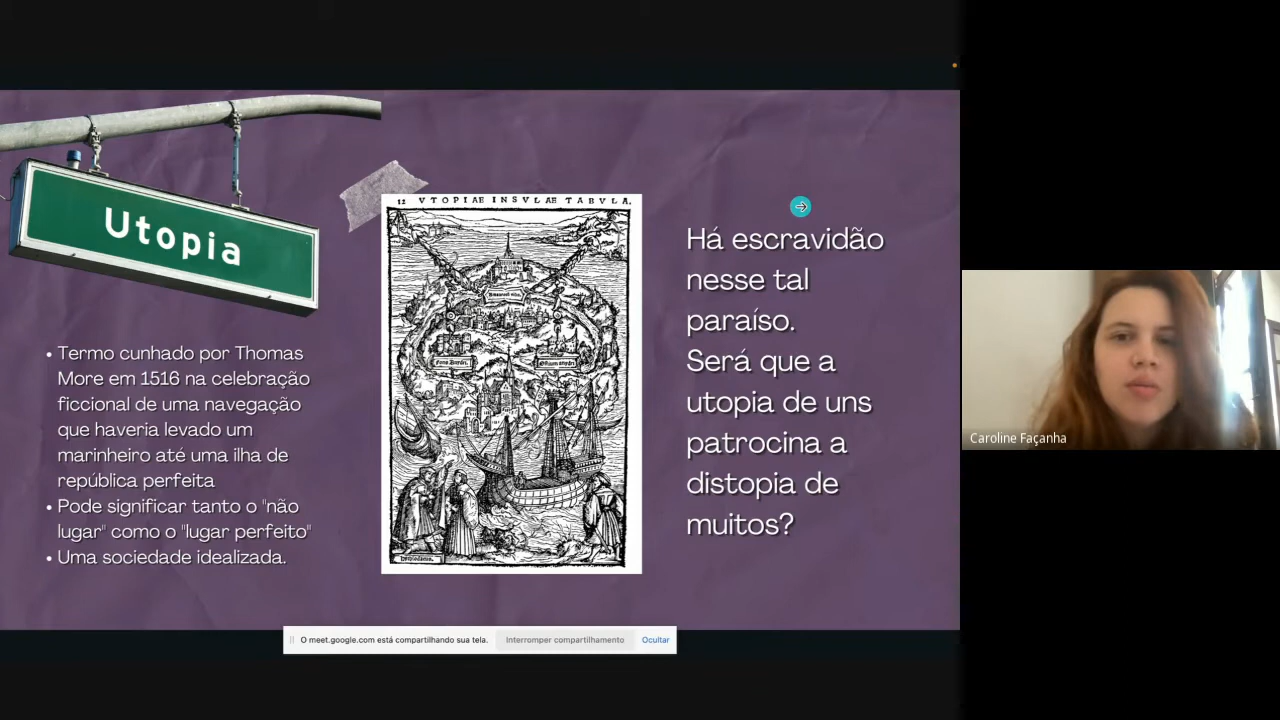 Utopia
• Termo cunhado por Thomas
More em 1516 na celebração
ficcional de uma navegação
que haveria levado um
marinheiro até uma ilha de
república perfeita
• Pode significar tanto o "não
lugar" como o "lugar perfeito"
• Uma sociedade idealizada.
12 VTOPIAE INSVLAE TABVLA.
Há escravidão
nesse tal
paraíso.
Será que a
utopia de uns
patrocina a
distopia de
muitos?
Caroline Façanha
O meet.google.com está compartilhando sua tela. Interromper compartilhamento Ocultar